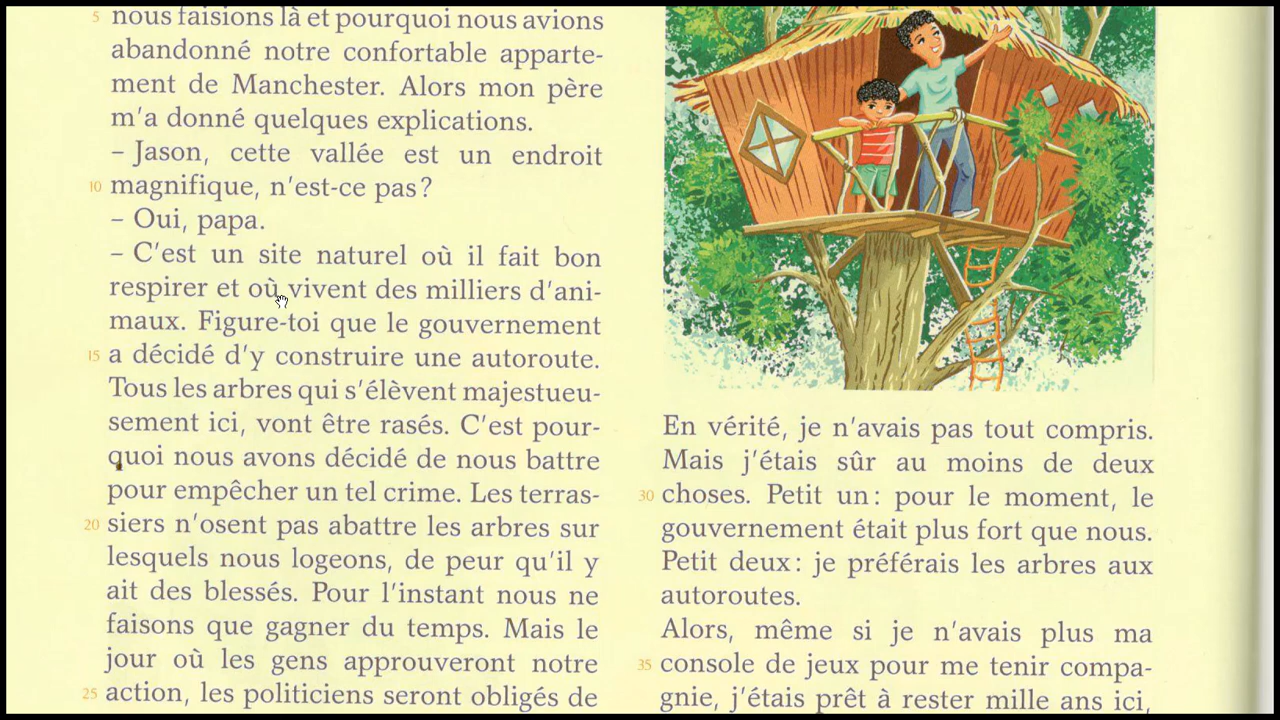 5 nous faisions là et pourquoi nous avions
abandonné notre confortable apparte-
ment de Manchester. Alors mon père
m'a donné quelques explications.
– Jason, cette vallée est un endroit
10 magnifique, n'est-ce pas ?
– Oui, papa.
– C'est un site naturel où il fait bon
respirer et où vivent des milliers d'ani-
maux. Figure-toi que le gouvernement
15 a décidé d'y construire une autoroute.
Tous les arbres qui s'élèvent majestueu-
sement ici, vont être rasés. C'est pour-
quoi nous avons décidé de nous battre
pour empêcher un tel crime. Les terras-
20 siers n'osent pas abattre les arbres sur
lesquels nous logeons, de peur qu'il y
ait des blessés. Pour l'instant nous ne
faisons que gagner du temps. Mais le
jour où les gens approuveront notre
25 action, les politiciens seront obligés de
En vérité, je n'avais pas tout compris.
Mais j'étais sûr au moins de deux
30 choses. Petit un : pour le moment, le
gouvernement était plus fort que nous.
Petit deux : je préférais les arbres aux
autoroutes.
Alors, même si je n'avais plus ma
35 console de jeux pour me tenir compa-
gnie, j'étais prêt à rester mille ans ici,